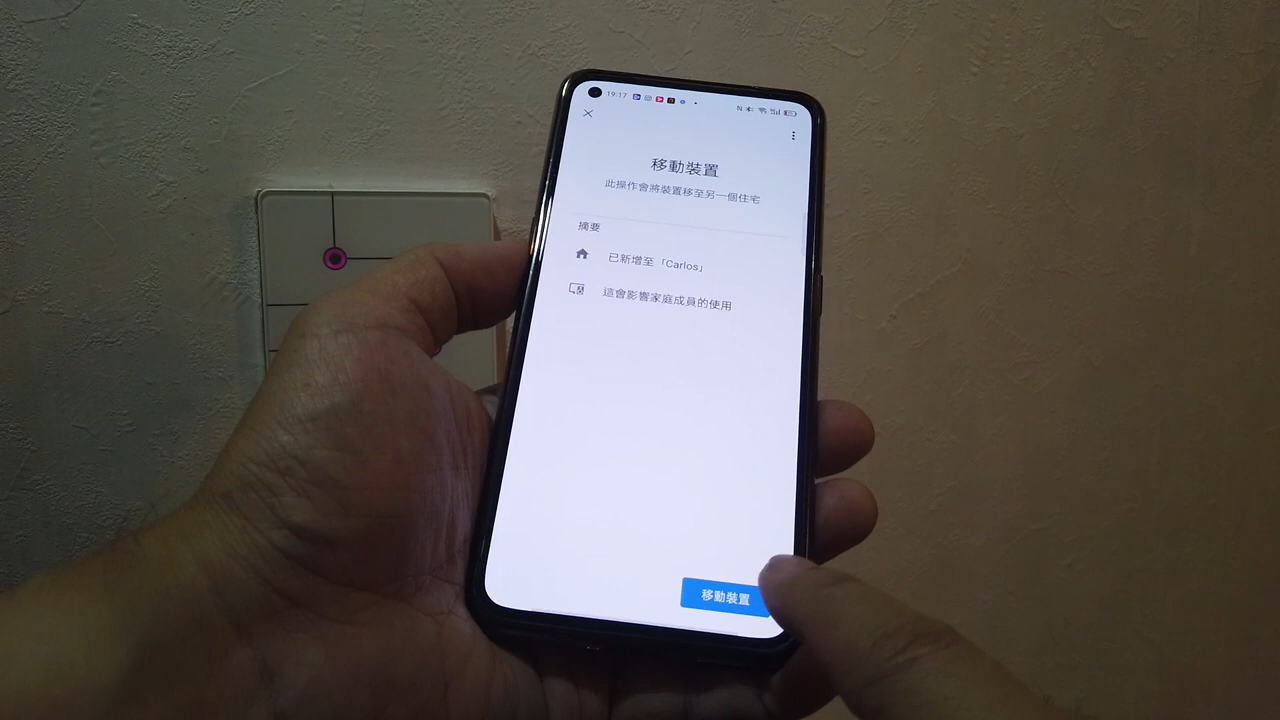 19:17
移動裝置
此操作會將裝置移至另一個住宅
摘要
已新增至「Carlos」
這會影響家庭成員的使用
移動裝置